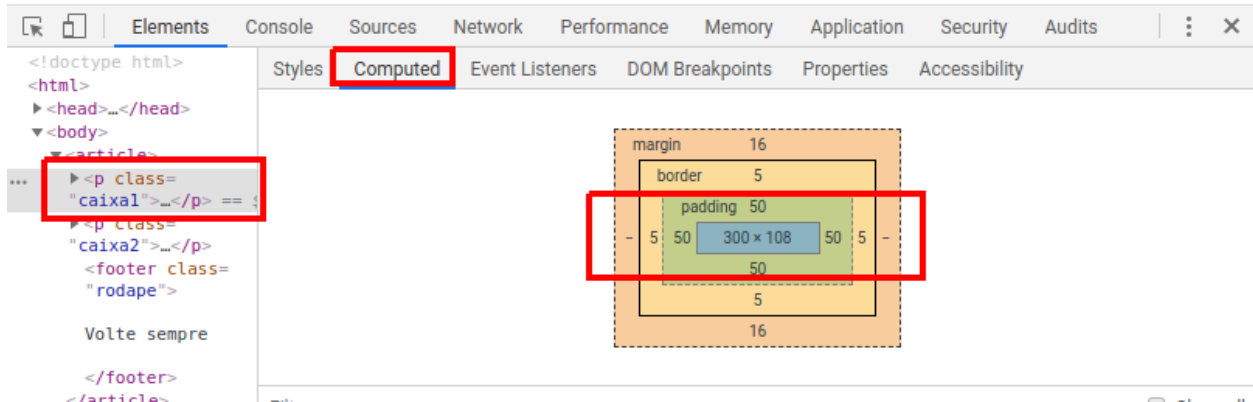 Elements Console Sources Network Performance Memory Application Security Audits
Styles Computed Event Listeners DOM Breakpoints Properties Accessibility
<!doctype html>
<html>
▶<head>…</head>
▼<body>
▼<article>
… ▶<p class=
"caixa1">…</p> ==
▶<p class=
"caixa2">…</p>
<footer class=
"rodape">
Volte sempre
</footer>
</article>
margin 16
border 5
padding 50
– 5 50 300 × 108 50 5 –
50
5
16